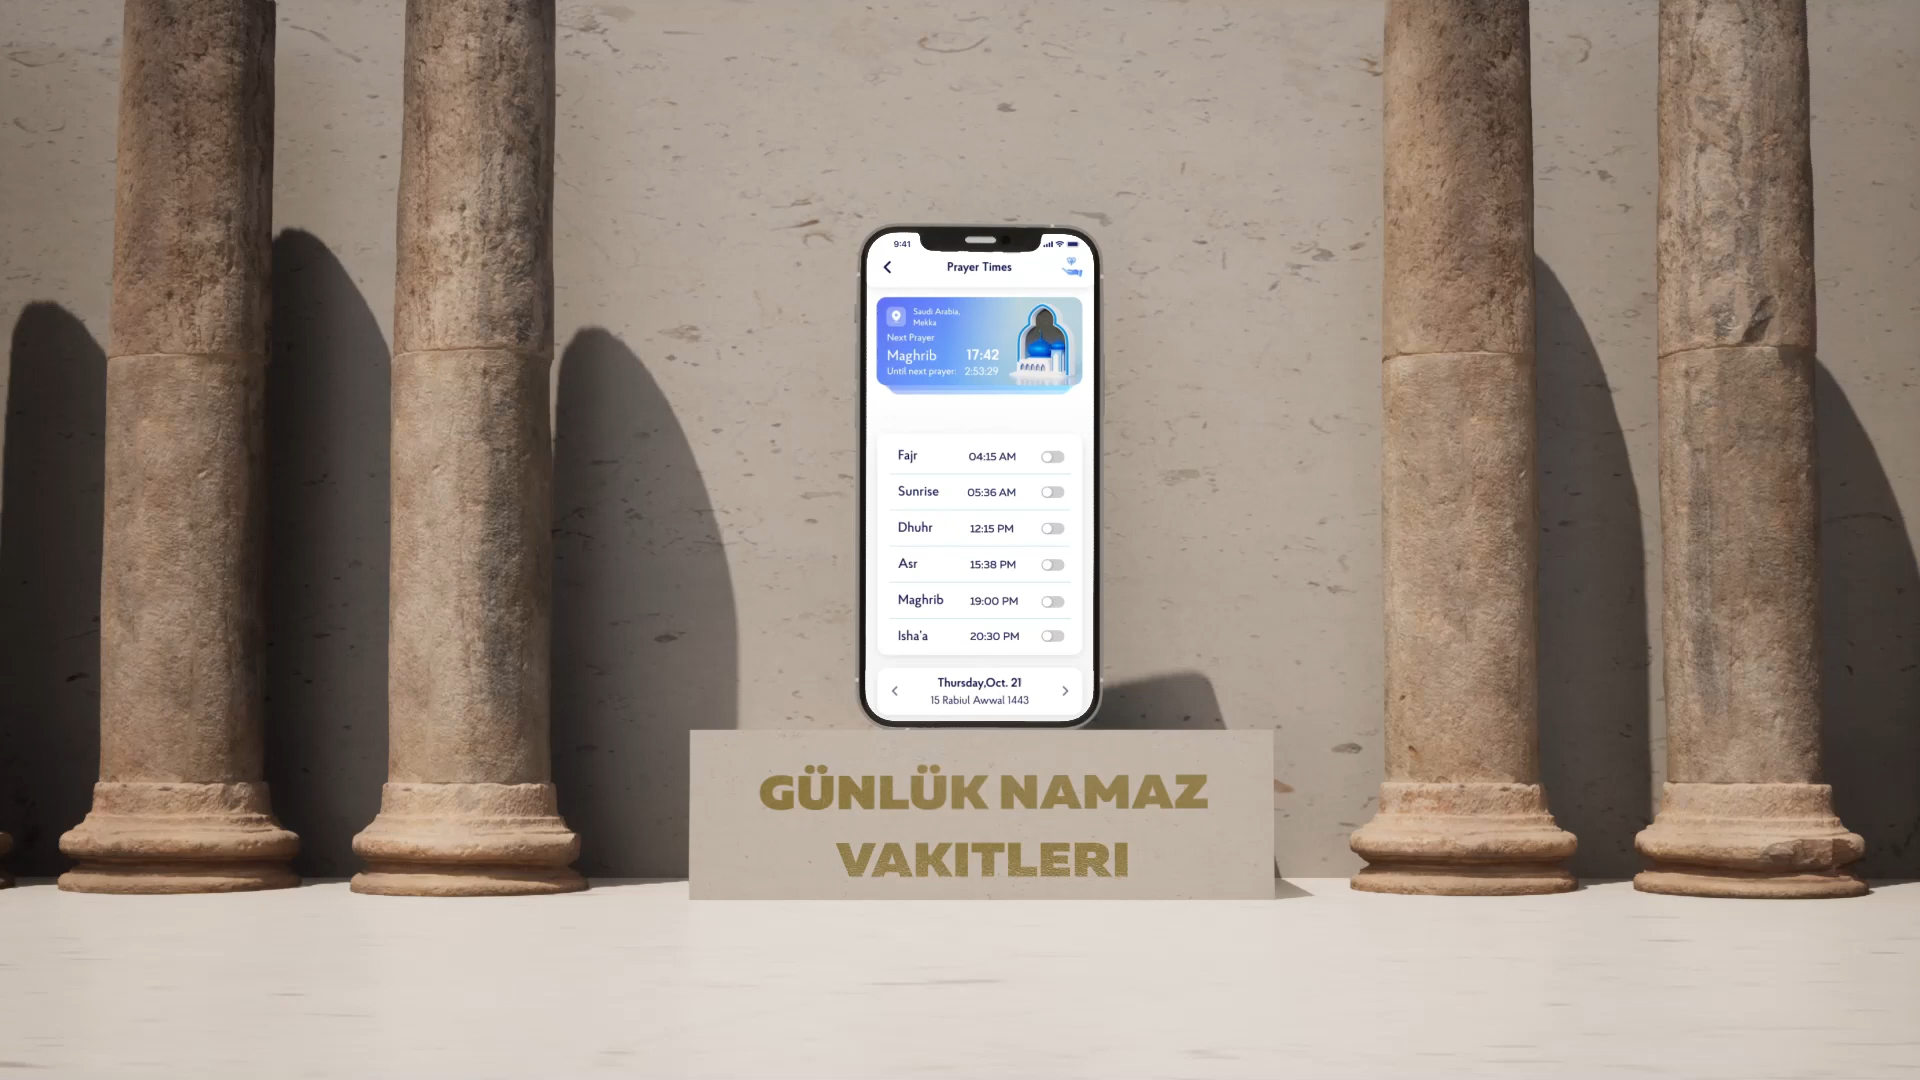 9:41
Prayer Times
Saudi Arabia,
Mekka
Next Prayer
Maghrib 17:42
Until next prayer: 2:53:29
Fajr 04:15 AM
Sunrise 05:36 AM
Dhuhr 12:15 PM
Asr 15:38 PM
Maghrib 19:00 PM
Isha'a 20:30 PM
Thursday,Oct. 21
15 Rabiul Awwal 1443
GÜNLÜK NAMAZ
VAKITLERI